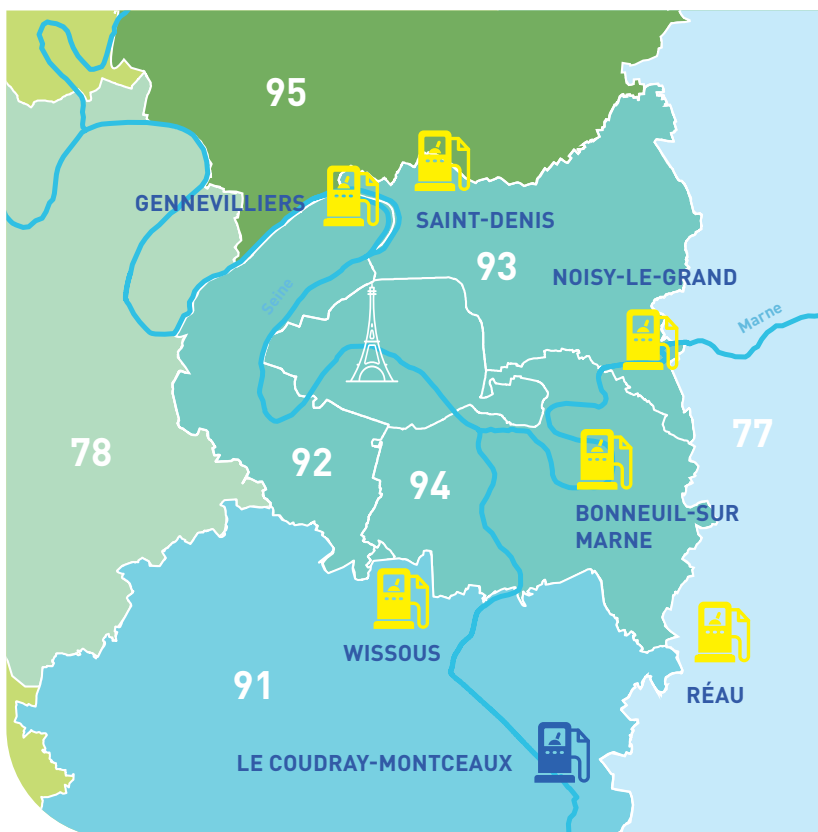 95
GENNEVILLIERS
SAINT-DENIS
93
NOISY-LE-GRAND
Seine
Marne
78
92
94
77
BONNEUIL-SUR
MARNE
WISSOUS
91
RÉAU
LE COUDRAY-MONTCEAUX